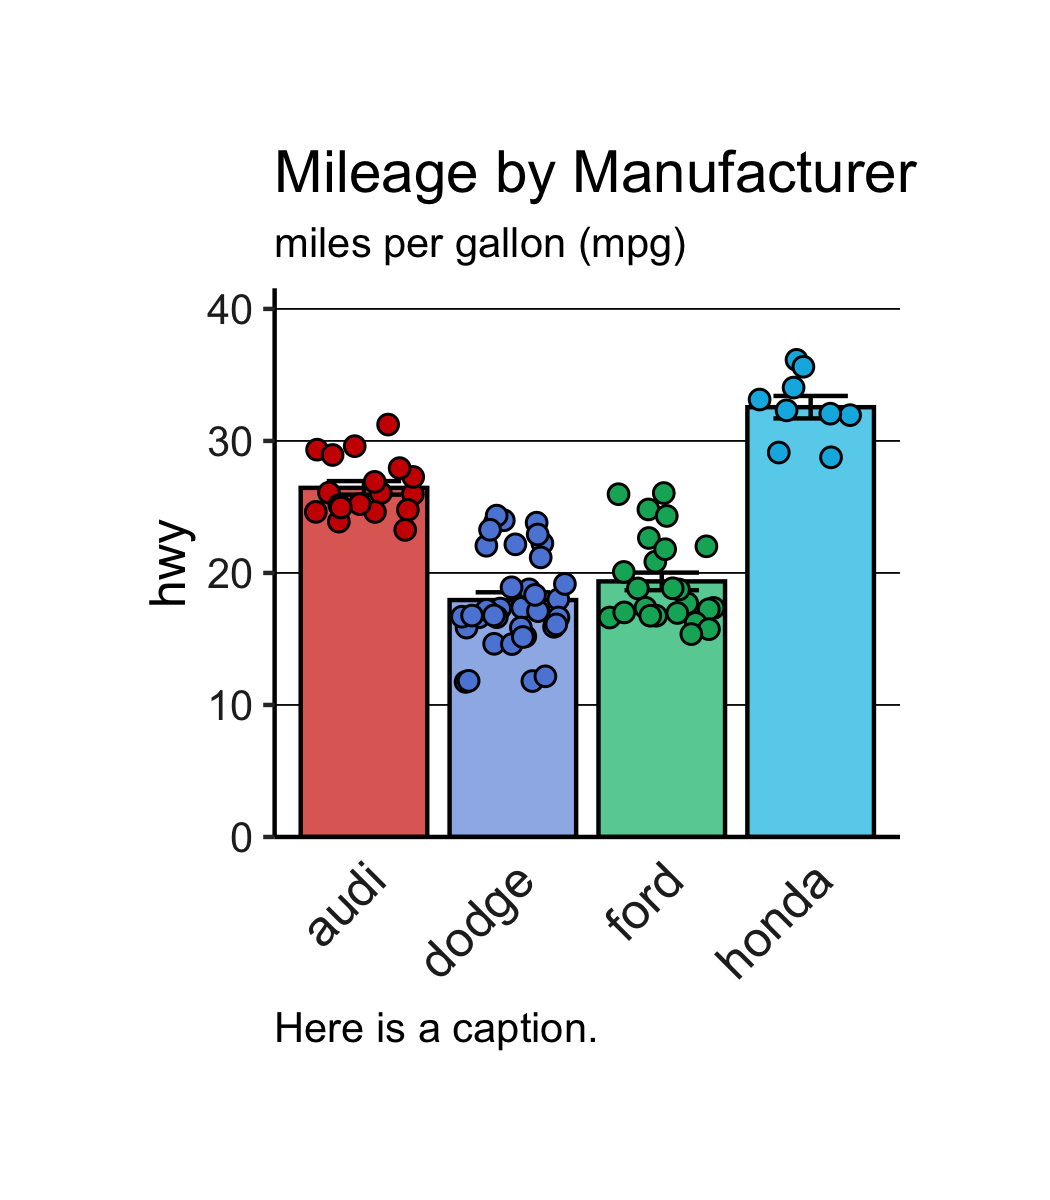 Mileage by Manufacturer
miles per gallon (mpg)
40
30
20
10
0
hwy
audi
dodge
ford
honda
Here is a caption.